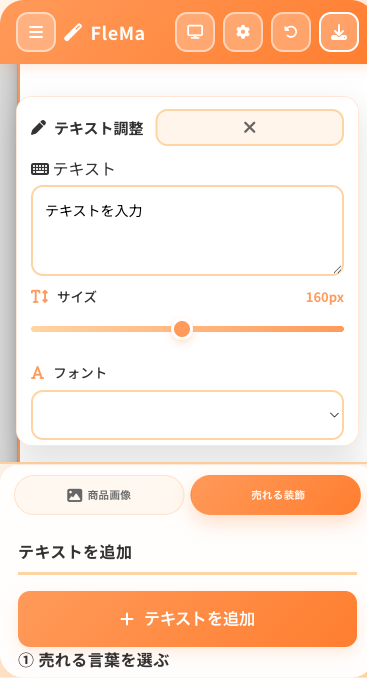 FleMa
テキスト調整
テキスト
テキストを入力
サイズ
160px
フォント
商品画像
売れる装飾
テキストを追加
+ テキストを追加
① 売れる言葉を選ぶ